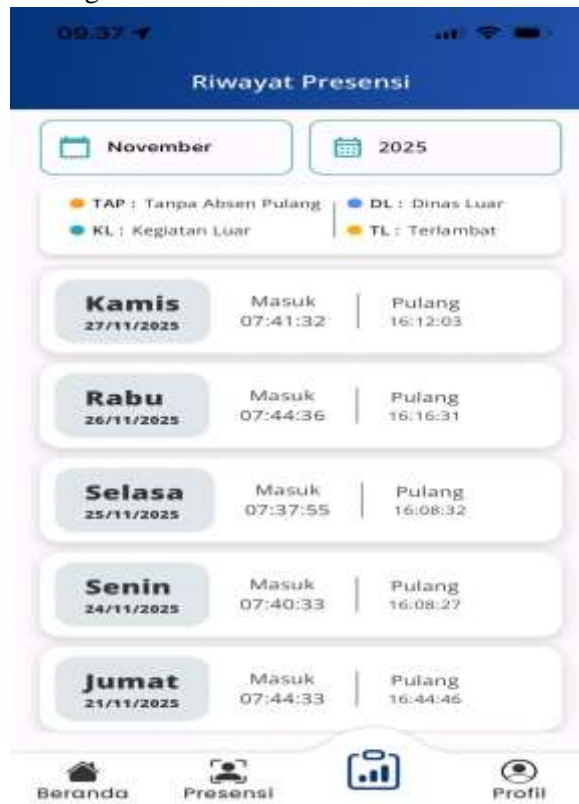 09.37
Riwayat Presensi
November
2025
TAP : Tanpa Absen Pulang
DL : Dinas Luar
KL : Kegiatan Luar
TL : Terlambat
Kamis
27/11/2025
Masuk
07:41:32
Pulang
16:12:03
Rabu
26/11/2025
Masuk
07:44:36
Pulang
16:16:31
Selasa
25/11/2025
Masuk
07:37:55
Pulang
16:08:32
Senin
24/11/2025
Masuk
07:40:33
Pulang
16:08:27
Jumat
21/11/2025
Masuk
07:44:33
Pulang
16:44:46
Beranda
Presensi
Profil